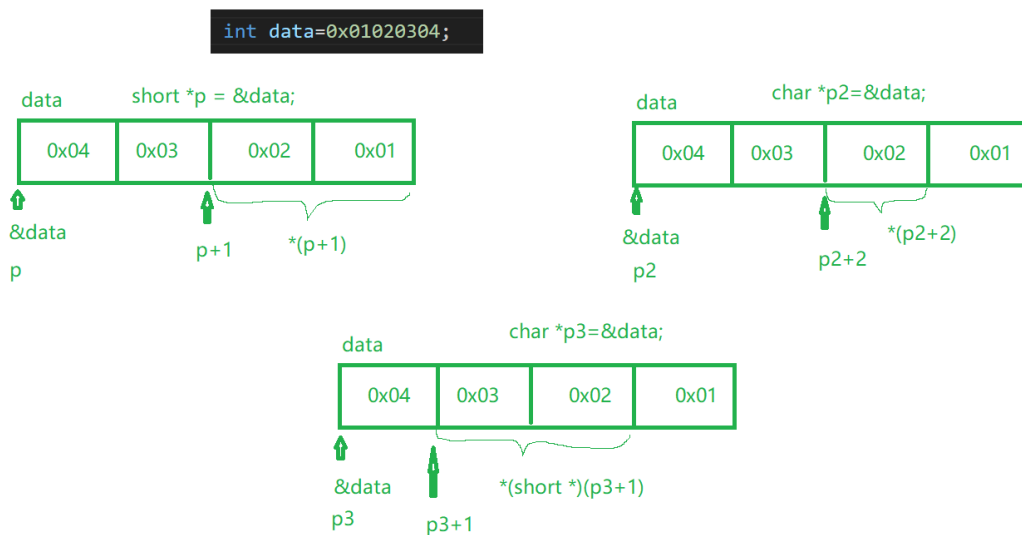 int data=0x01020304;
data
short *p = &data;
0x04 0x03 0x02 0x01
&data
p
p+1
*(p+1)
data
char *p2=&data;
0x04 0x03 0x02 0x01
&data
p2
p2+2
*(p2+2)
data
char *p3=&data;
0x04 0x03 0x02 0x01
&data
p3
p3+1
*(short *)(p3+1)